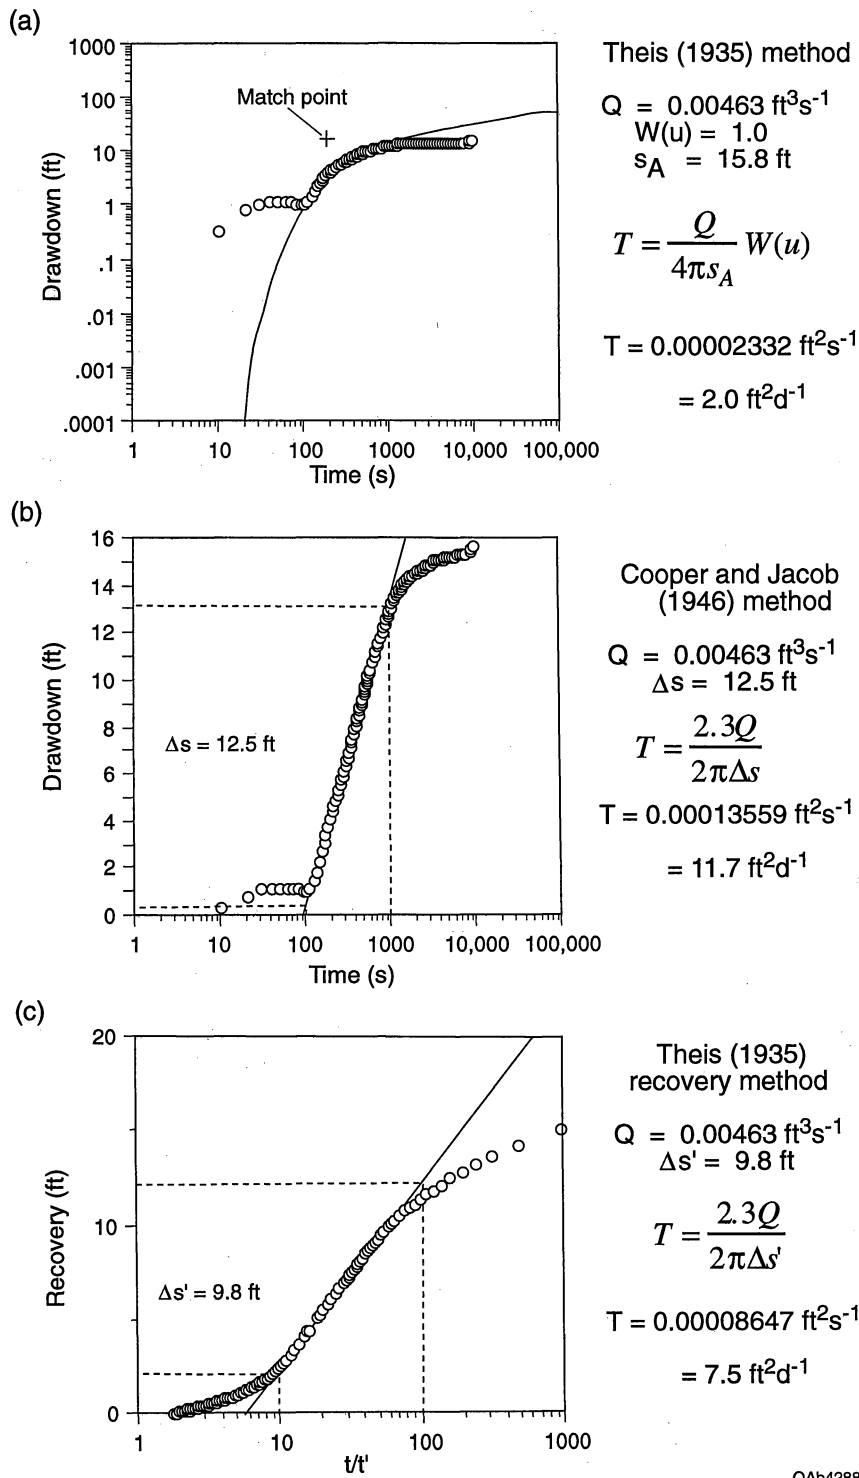 (a)
1000
100
10
1
.1
.01
.001
.0001
Drawdown (ft)
Match point
1 10 100 1000 10,000 100,000
Time (s)
Theis (1935) method
Q = 0.00463 ft³s⁻¹
W(u) = 1.0
s_A = 15.8 ft
T = Q / 4πs_A W(u)
T = 0.00002332 ft²s⁻¹
= 2.0 ft²d⁻¹
(b)
16
14
12
10
8
6
4
2
0
Drawdown (ft)
Δs = 12.5 ft
1 10 100 1000 10,000 100,000
Time (s)
Cooper and Jacob
(1946) method
Q = 0.00463 ft³s⁻¹
Δs = 12.5 ft
T = 2.3Q / 2πΔs
T = 0.00013559 ft²s⁻¹
= 11.7 ft²d⁻¹
(c)
20
10
0
Recovery (ft)
Δs' = 9.8 ft
1 10 100 1000
t/t'
Theis (1935)
recovery method
Q = 0.00463 ft³s⁻¹
Δs' = 9.8 ft
T = 2.3Q / 2πΔs'
T = 0.00008647 ft²s⁻¹
= 7.5 ft²d⁻¹